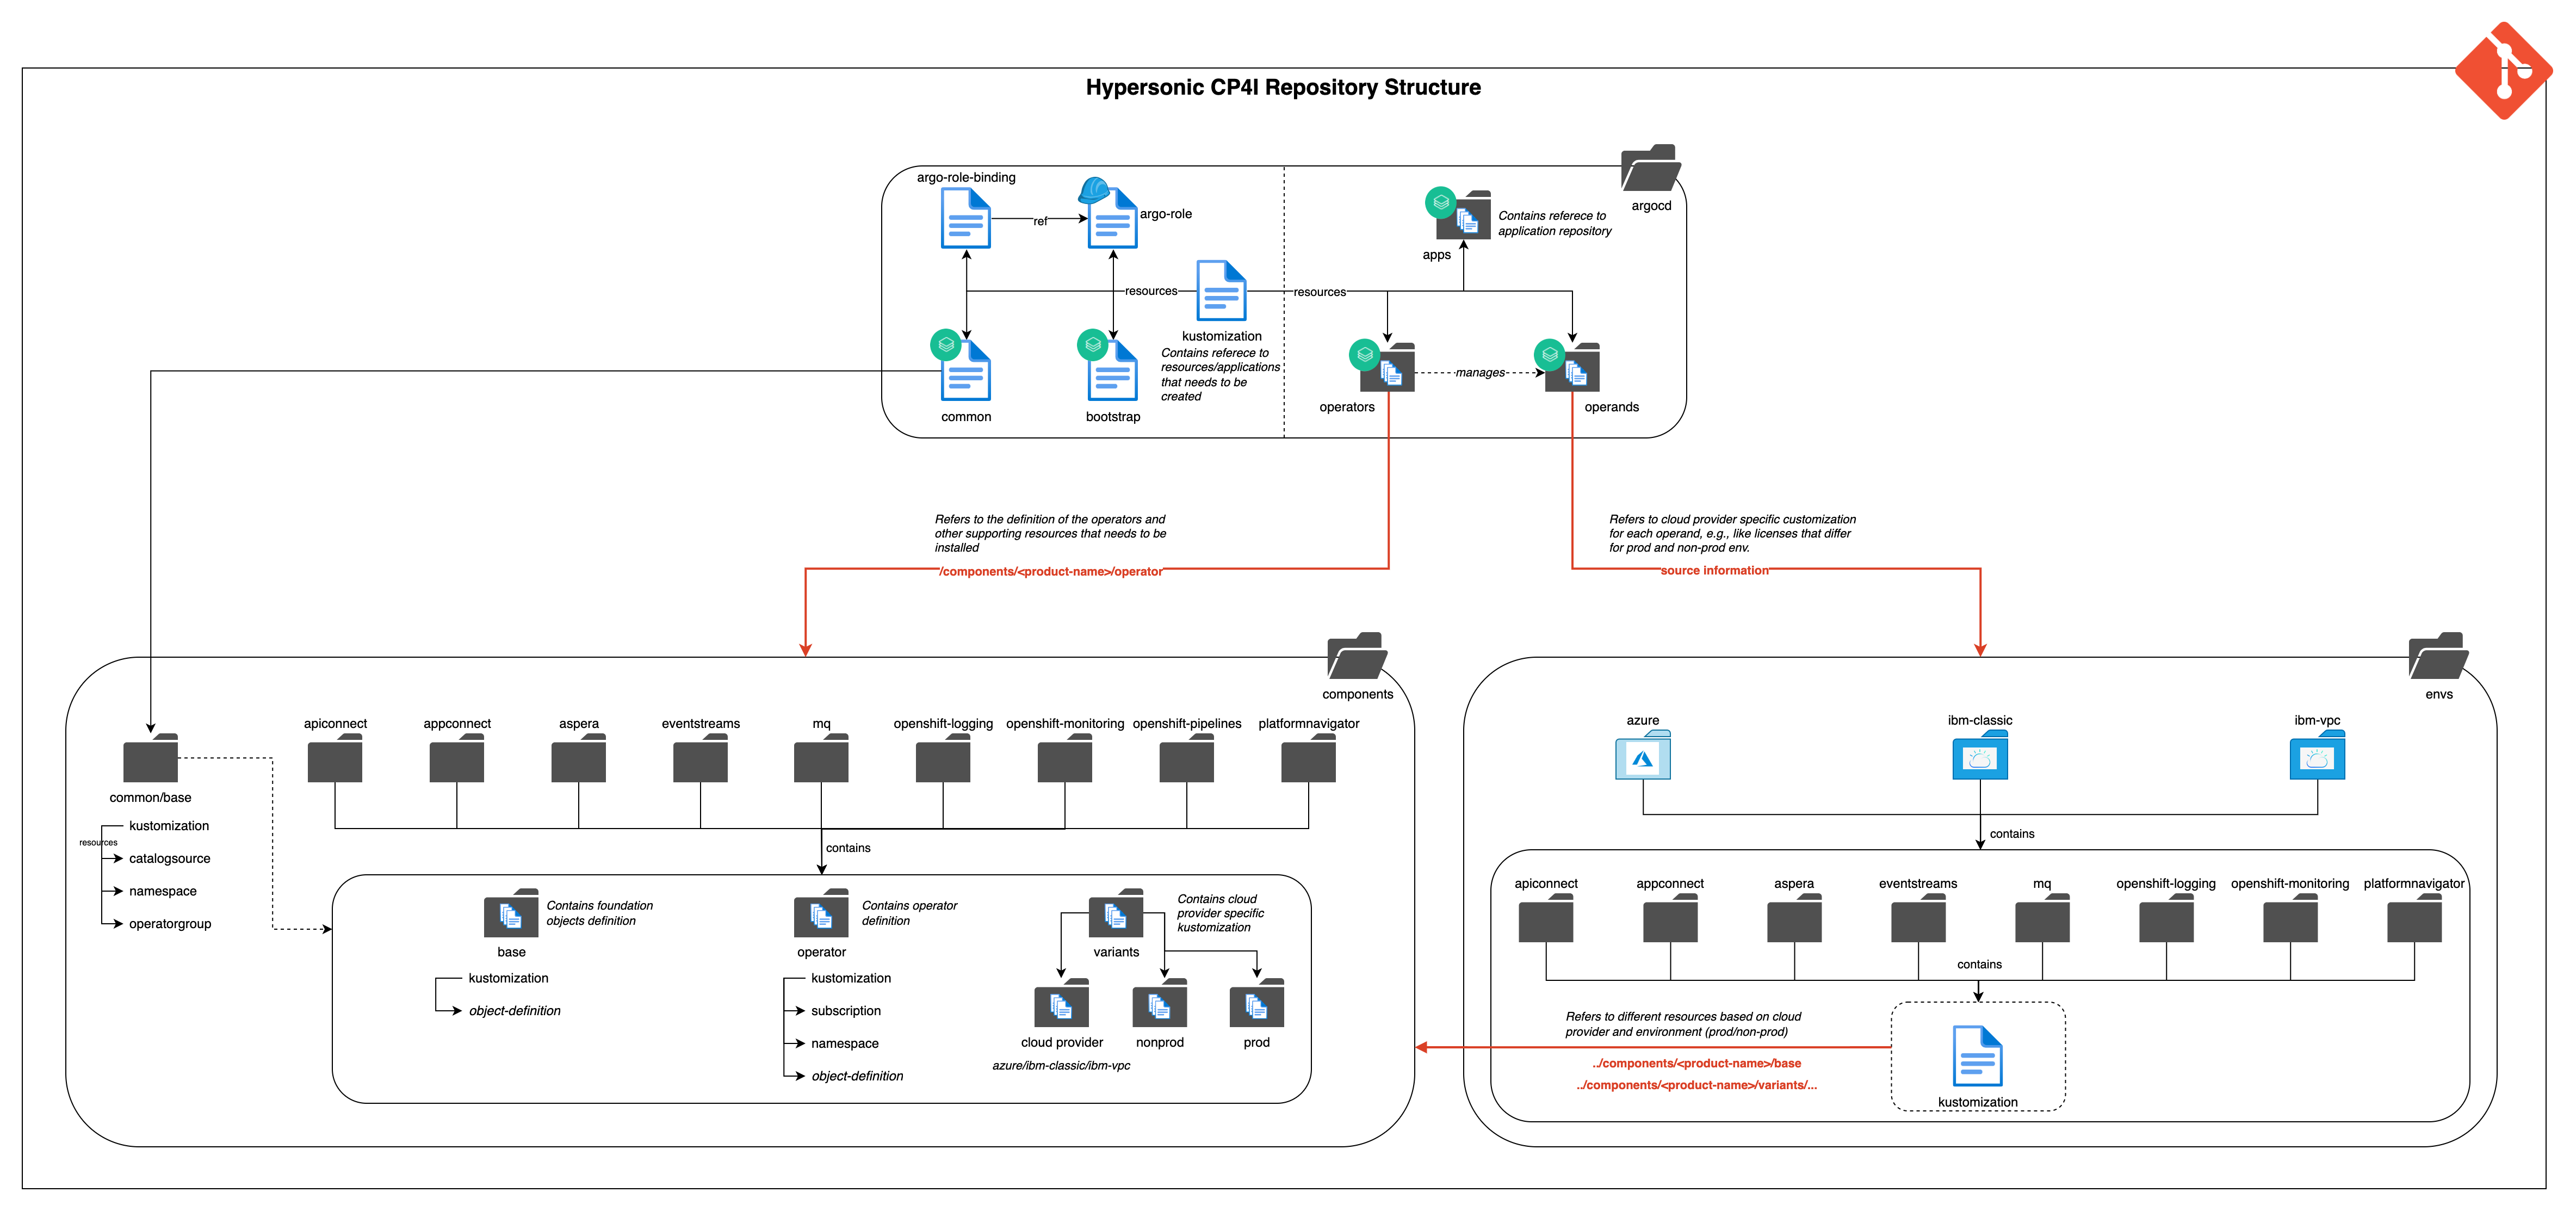 Hypersonic CP4I Repository Structure
argocd
argo-role-binding
ref
argo-role
resources
kustomization
Contains referece to
resources/applications
that needs to be
created
common
bootstrap
Contains referece to
application repository
apps
resources
operators
manages
operands
Refers to the definition of the operators and
other supporting resources that needs to be
installed
/components/<product-name>/operator
Refers to cloud provider specific customization
for each operand, e.g., like licenses that differ
for prod and non-prod env.
source information
components
common/base
kustomization
resources
catalogsource
namespace
operatorgroup
apiconnect
appconnect
aspera
eventstreams
mq
openshift-logging
openshift-monitoring
openshift-pipelines
platformnavigator
contains
Contains foundation
objects definition
base
kustomization
object-definition
Contains operator
definition
operator
kustomization
subscription
namespace
object-definition
Contains cloud
provider specific
kustomization
variants
cloud provider
nonprod
prod
azure/ibm-classic/ibm-vpc
envs
azure
ibm-classic
ibm-vpc
contains
apiconnect
appconnect
aspera
eventstreams
mq
openshift-logging
openshift-monitoring
platformnavigator
contains
Refers to different resources based on cloud
provider and environment (prod/non-prod)
../components/<product-name>/base
../components/<product-name>/variants/...
kustomization